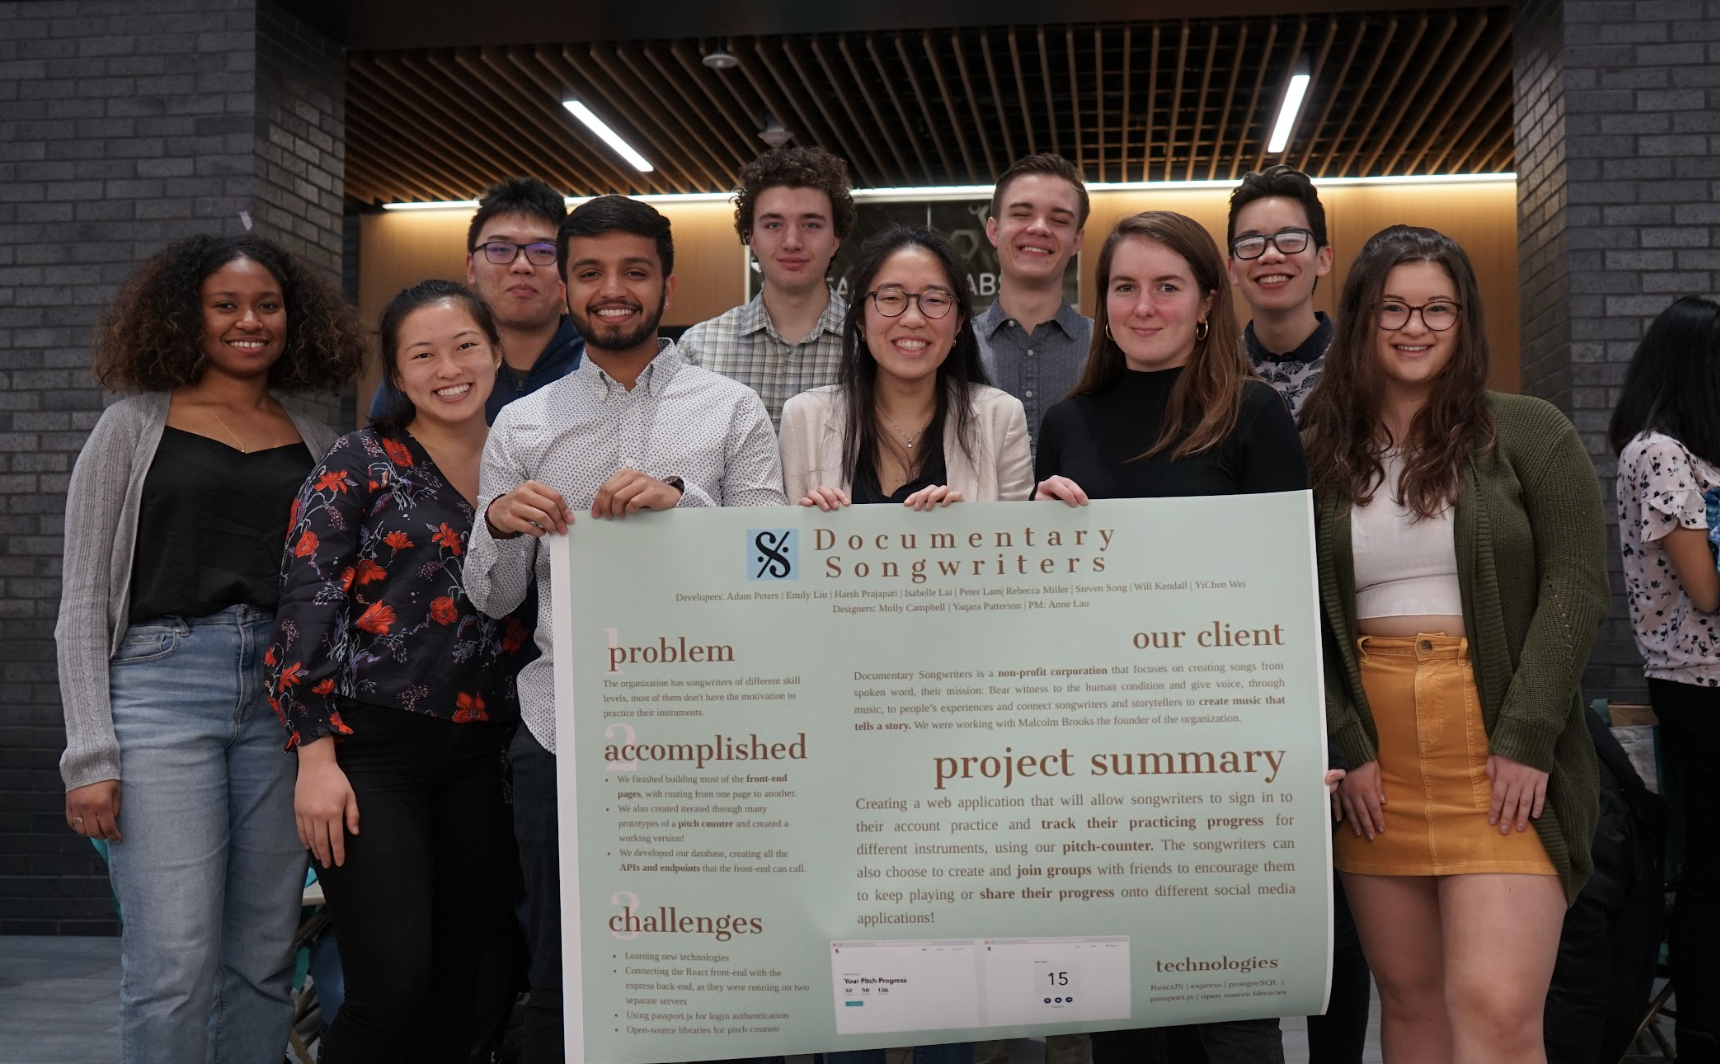 Documentary
Songwriters
Developers: Adam Peters | Emily Liu | Harsh Prajapati | Isabelle Lai | Peter Lam| Rebecca Miller | Steven Song | Will Kendall | YiChen Wei
Designers: Molly Campbell | Yaqara Patterson | PM: Anne Lau
1
problem
The organization has songwriters of different skill
levels, most of them don't have the motivation to
practice their instruments.
2
accomplished
We finished building most of the front-end
pages, with routing from one page to another.
We also created iterated through many
prototypes of a pitch counter and created a
working version!
We developed our database, creating all the
APIs and endpoints that the front-end can call.
3
challenges
Learning new technologies
Connecting the React front-end with the
express back-end, as they were running on two
separate servers
Using passport.js for login authentication
Open-source libraries for pitch counter
our client
Documentary Songwriters is a non-profit corporation that focuses on creating songs from
spoken word, their mission: Bear witness to the human condition and give voice, through
music, to people's experiences and connect songwriters and storytellers to create music that
tells a story. We were working with Malcolm Brooks the founder of the organization.
project summary
Creating a web application that will allow songwriters to sign in to
their account practice and track their practicing progress for
different instruments, using our pitch-counter. The songwriters can
also choose to create and join groups with friends to encourage them
to keep playing or share their progress onto different social media
applications!
Your Pitch Progress
32 58 136
15
technologies
ReactJS | express | postgreSQL |
passport.js | open source libraries